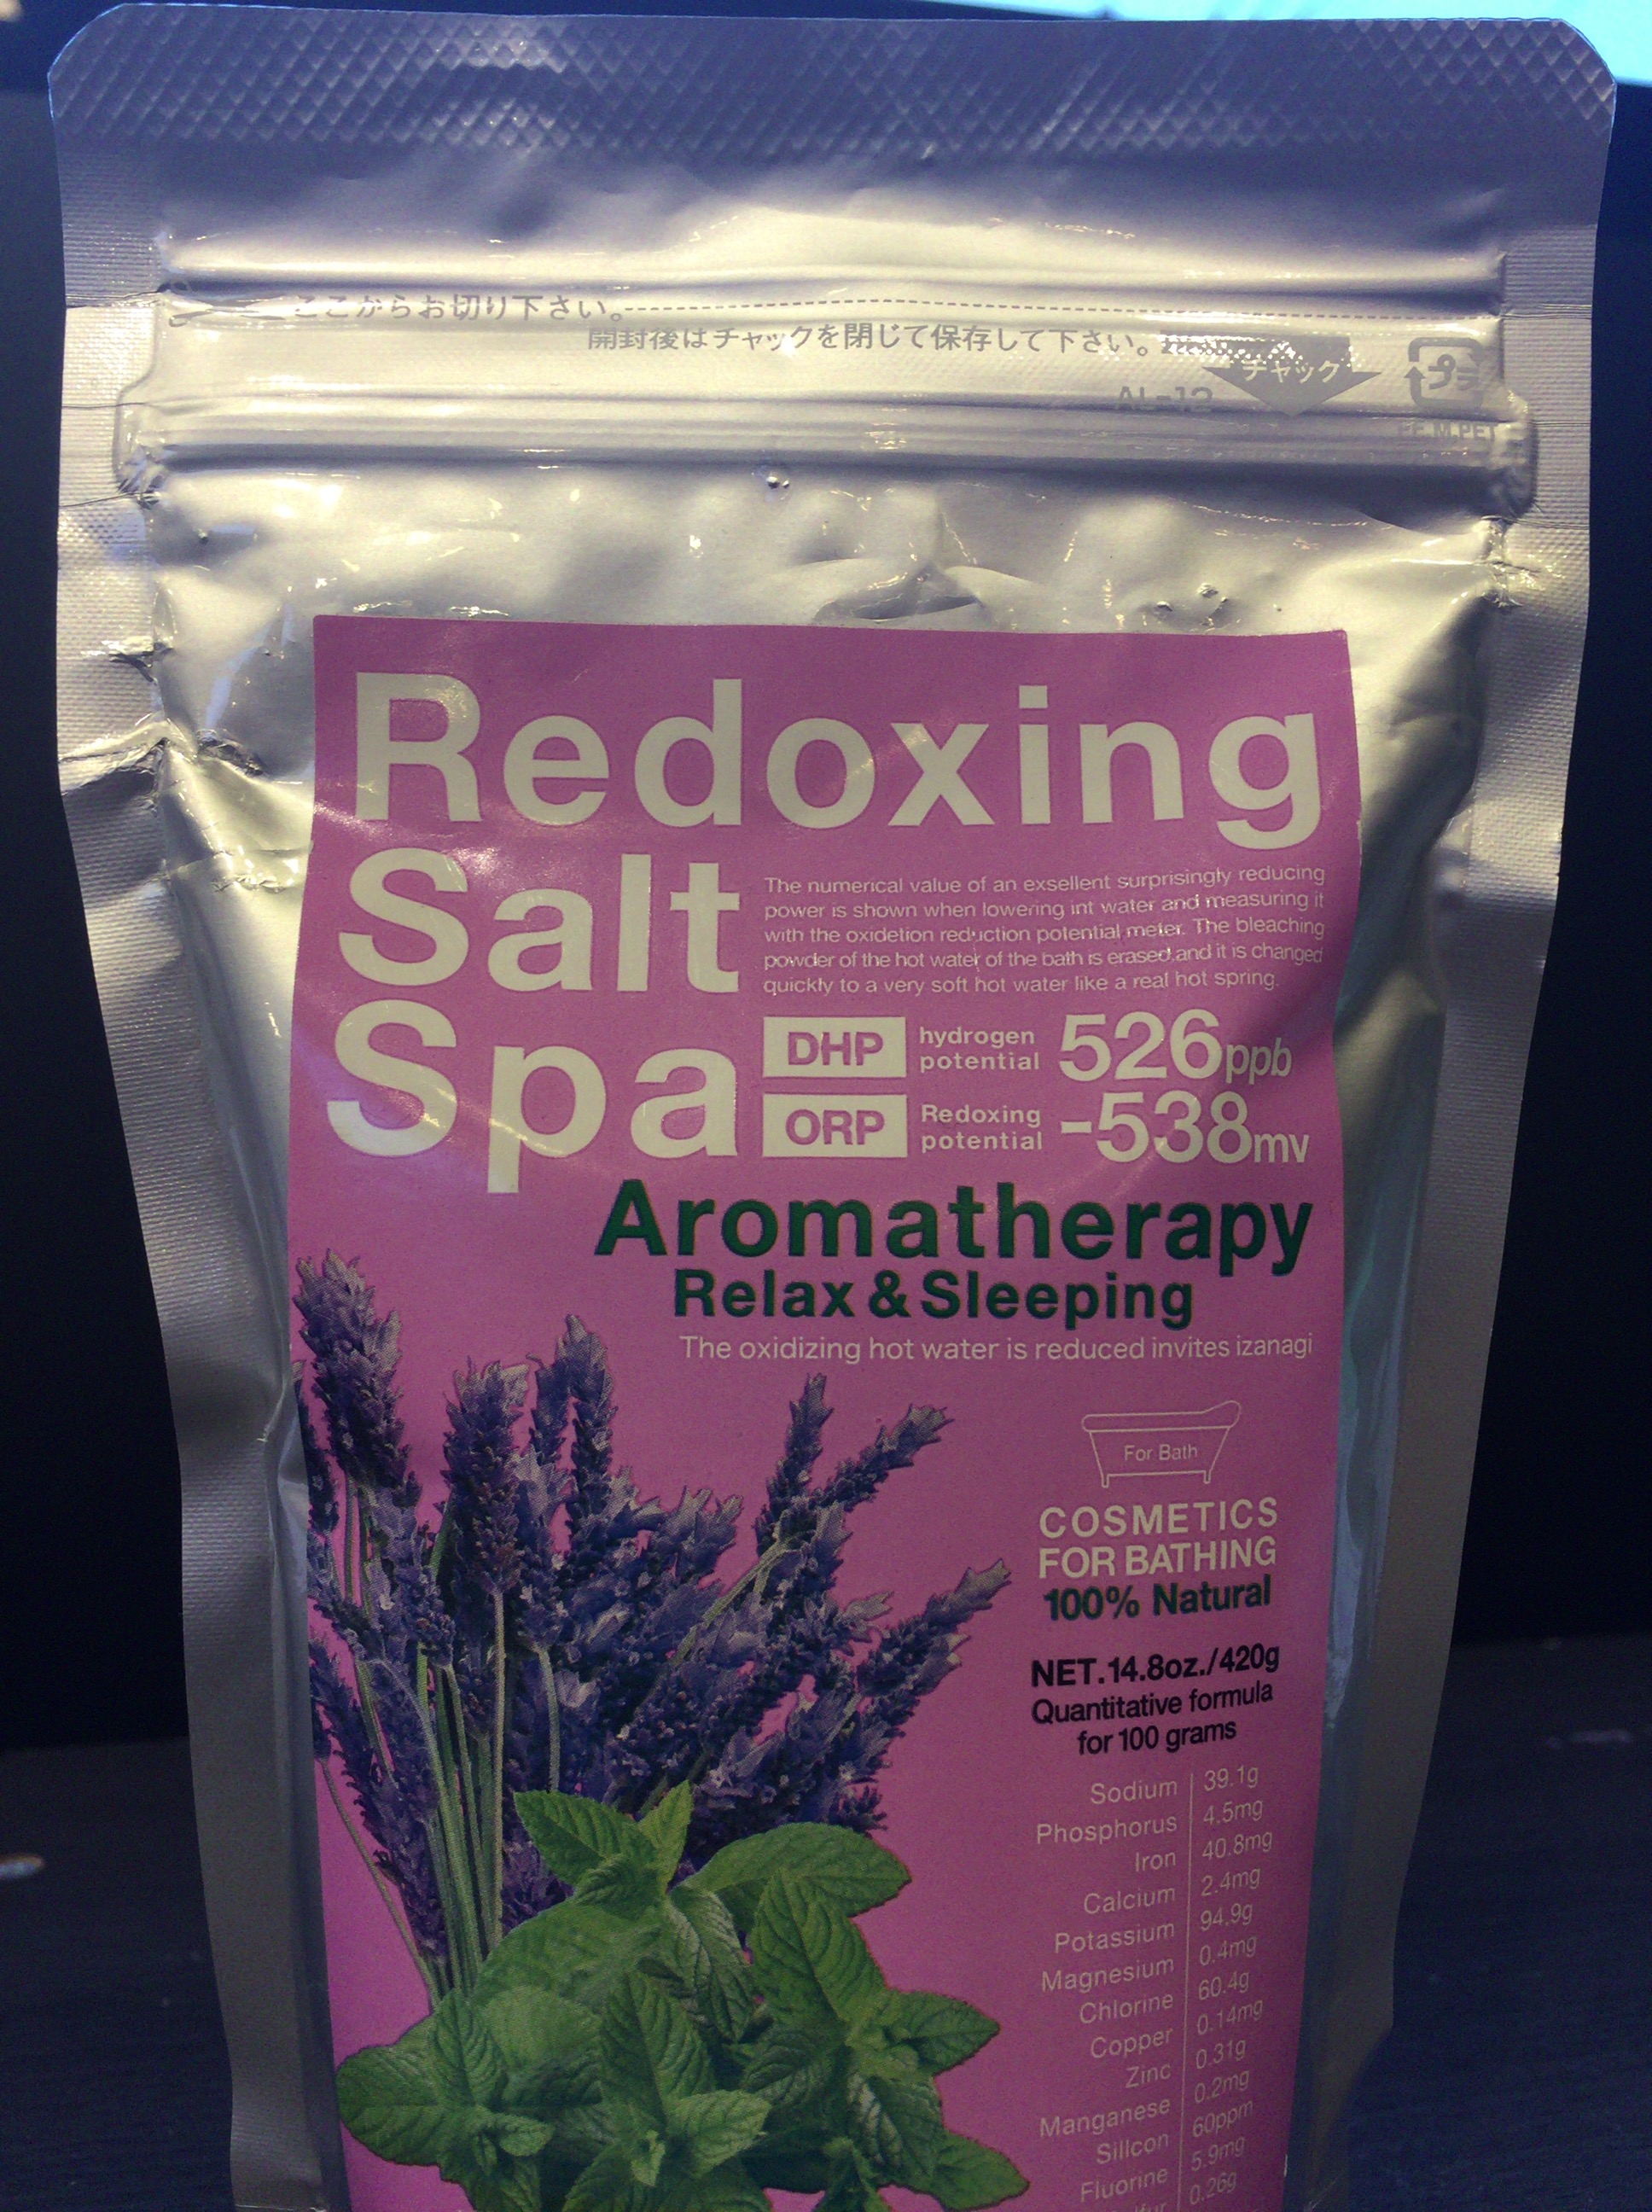 ここからお切り下さい。
開封後はチャックを閉じて保存して下さい。
チャック
プラ
AL-12
Redoxing
Salt
The numerical value of an exsellent surprisingly reducing
power is shown when lowering int water and measuring it
with the oxidetion reduction potential meter. The bleaching
powder of the hot water of the bath is erased.and it is changed
quickly to a very soft hot water like a real hot spring.
Spa
DHP hydrogen potential 526ppb
ORP Redoxing potential -538mv
Aromatherapy
Relax & Sleeping
The oxidizing hot water is reduced invites izanagi
For Bath
COSMETICS
FOR BATHING
100% Natural
NET.14.8oz./420g
Quantitative formula
for 100 grams
Sodium 39.1g
Phosphorus 4.5mg
Iron 40.8mg
Calcium 2.4mg
Potassium 94.9g
Magnesium 0.4mg
Chlorine 60.4g
Copper 0.14mg
Zinc 0.31g
Manganese 0.2mg
Sillcon 60ppm
Fluorine 5.9mg
0.26g